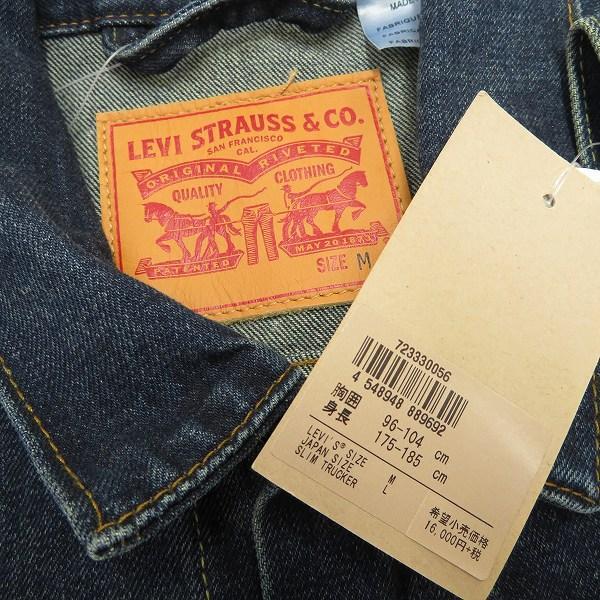 MADE
FABRIQUÉ
FABRIQUÉ
LEVI STRAUSS & CO.
SAN FRANCISCO
CAL.
ORIGINAL RIVETED
QUALITY CLOTHING
PATENTED
MAY 20 1873
SIZE M
723330056
4 548948 889692
胸囲 96-104 cm
身長 175-185 cm
LEVI'S® SIZE M
JAPAN SIZE L
SLIM TRUCKER
希望小売価格
16,000円+税